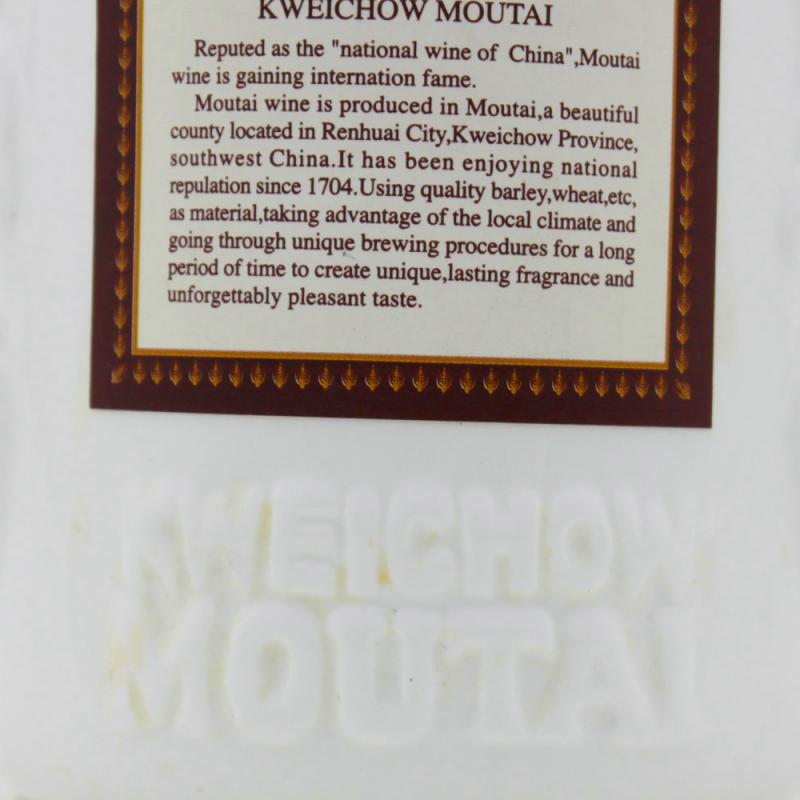 KWEICHOW MOUTAI
Reputed as the "national wine of China",Moutai
wine is gaining internation fame.
Moutai wine is produced in Moutai,a beautiful
county located in Renhuai City,Kweichow Province,
southwest China.It has been enjoying national
repulation since 1704.Using quality barley,wheat,etc,
as material,taking advantage of the local climate and
going through unique brewing procedures for a long
period of time to create unique,lasting fragrance and
unforgettably pleasant taste.
KWEICHOW
MOUTAI